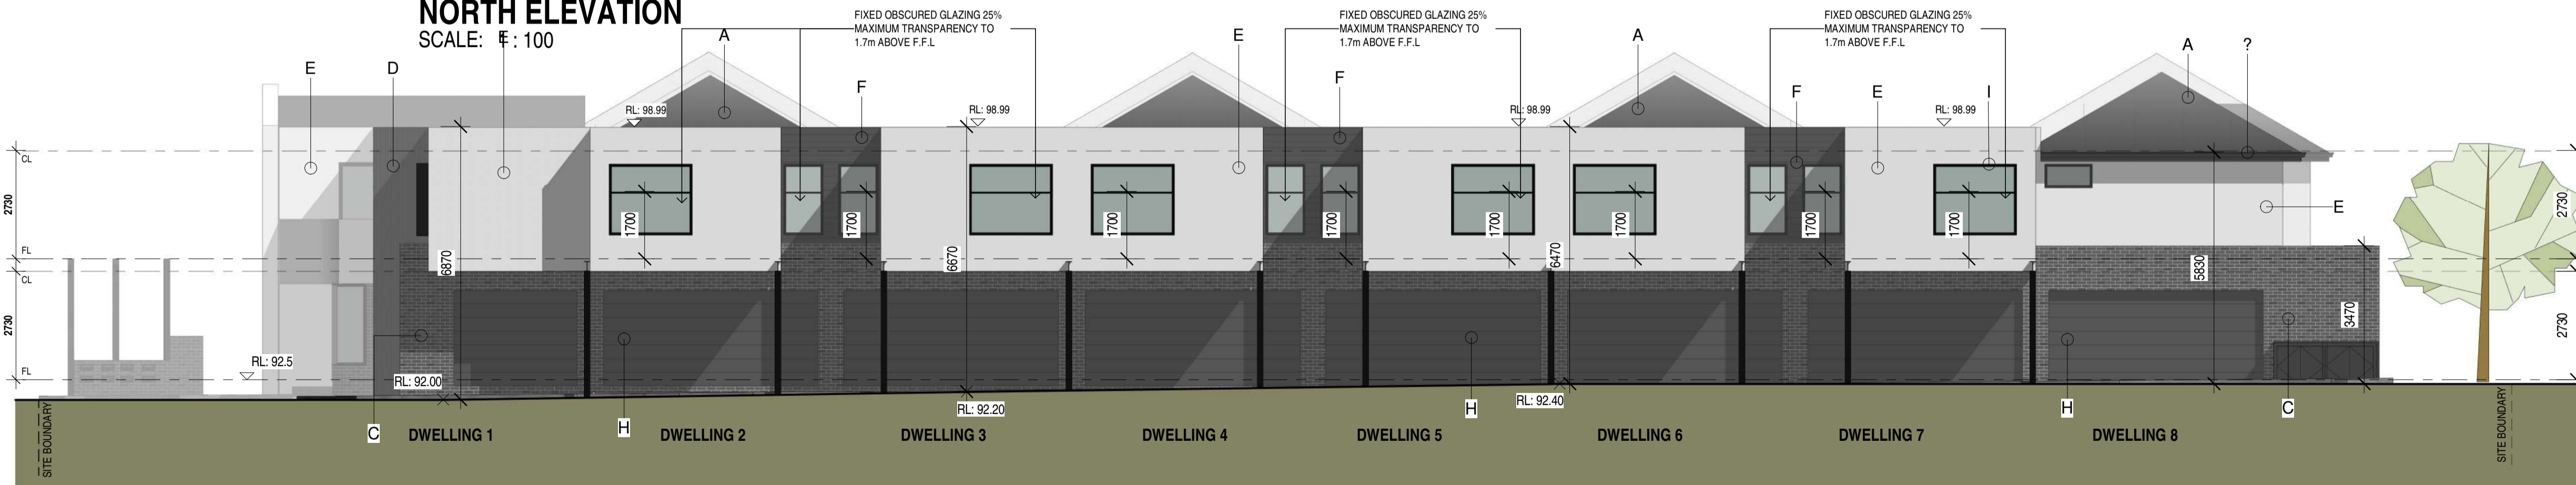 NORTH ELEVATION
SCALE: : 100
E
FIXED OBSCURED GLAZING 25%
MAXIMUM TRANSPARENCY TO
1.7m ABOVE F.F.L
FIXED OBSCURED GLAZING 25%
MAXIMUM TRANSPARENCY TO
1.7m ABOVE F.F.L
FIXED OBSCURED GLAZING 25%
MAXIMUM TRANSPARENCY TO
1.7m ABOVE F.F.L
E
D
A
F
E
F
A
F
E
I
A
?
RL: 98.99
RL: 98.99
RL: 98.99
RL: 98.99
CL
FL
CL
FL
2730
2730
6870
1700
1700
6670
1700
1700
1700
6470
1700
1700
1700
5830
E
3470
2730
2730
RL: 92.5
RL: 92.00
RL: 92.20
RL: 92.40
C
H
H
H
C
SITE BOUNDARY
DWELLING 1
DWELLING 2
DWELLING 3
DWELLING 4
DWELLING 5
DWELLING 6
DWELLING 7
DWELLING 8
SITE BOUNDARY